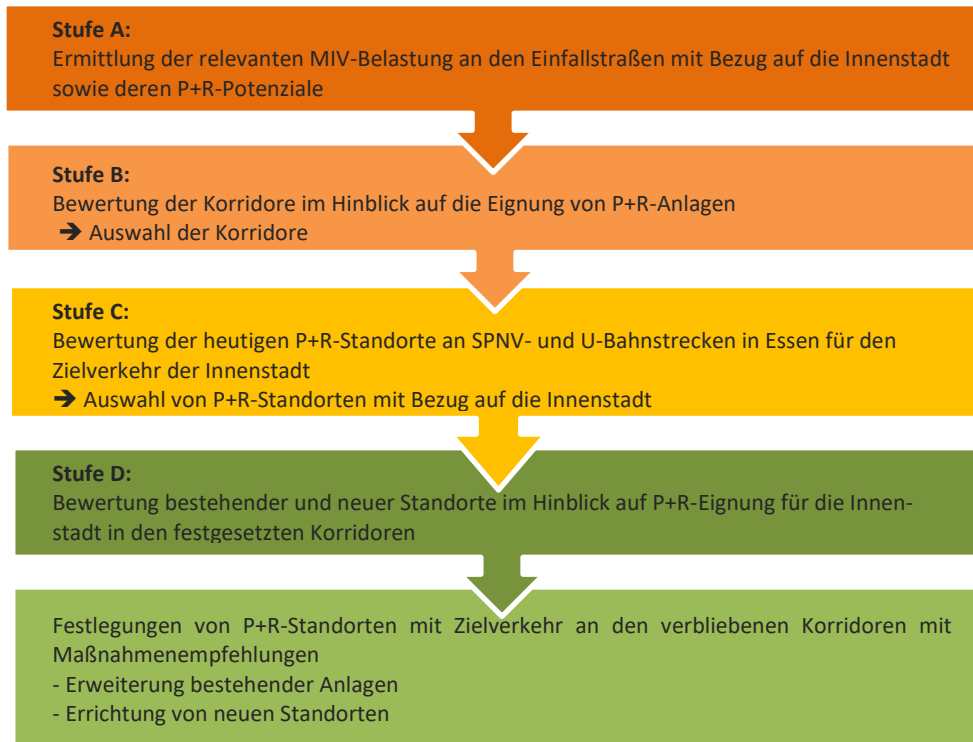 Stufe A:
Ermittlung der relevanten MIV-Belastung an den Einfallstraßen mit Bezug auf die Innenstadt
sowie deren P+R-Potenziale
Stufe B:
Bewertung der Korridore im Hinblick auf die Eignung von P+R-Anlagen
➔ Auswahl der Korridore
Stufe C:
Bewertung der heutigen P+R-Standorte an SPNV- und U-Bahnstrecken in Essen für den
Zielverkehr der Innenstadt
➔ Auswahl von P+R-Standorten mit Bezug auf die Innenstadt
Stufe D:
Bewertung bestehender und neuer Standorte im Hinblick auf P+R-Eignung für die Innen-
stadt in den festgesetzten Korridoren
Festlegungen von P+R-Standorten mit Zielverkehr an den verbliebenen Korridoren mit
Maßnahmenempfehlungen
- Erweiterung bestehender Anlagen
- Errichtung von neuen Standorten